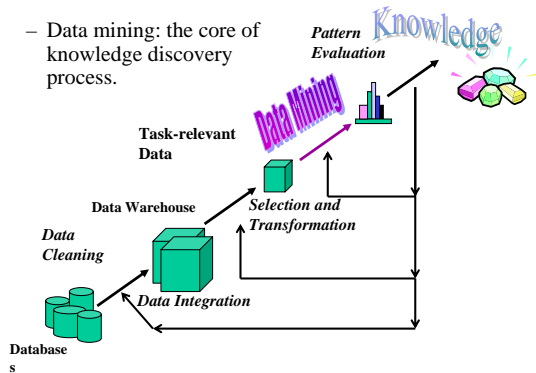 – Data mining: the core of
knowledge discovery
process.
Pattern
Evaluation
Knowledge
Data Mining
Task-relevant
Data
Data Warehouse
Selection and
Transformation
Data
Cleaning
Data Integration
Database
s